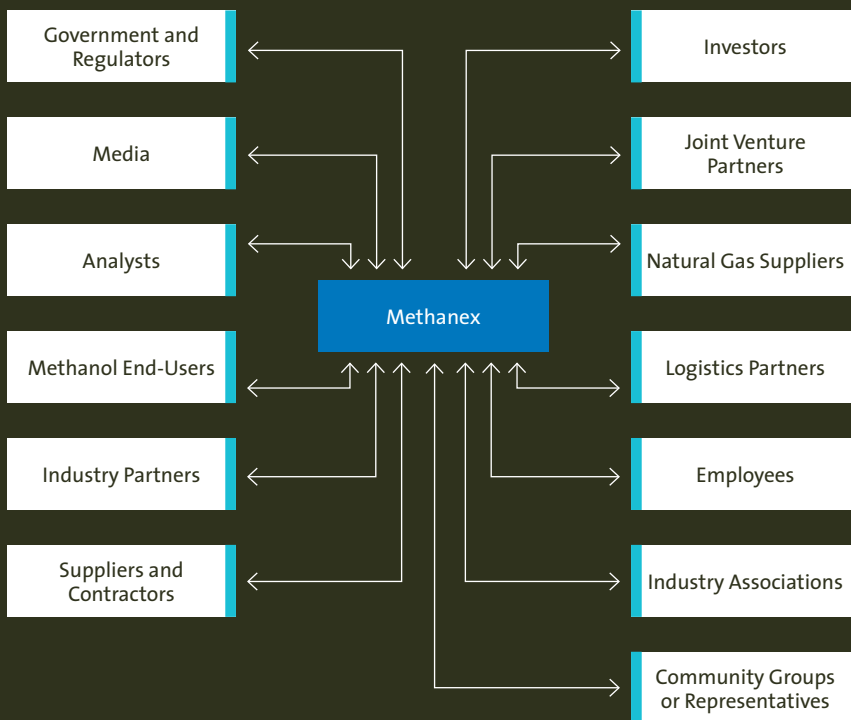 Government and
Regulators
Media
Analysts
Methanol End-Users
Industry Partners
Suppliers and
Contractors
Methanex
Investors
Joint Venture
Partners
Natural Gas Suppliers
Logistics Partners
Employees
Industry Associations
Community Groups
or Representatives